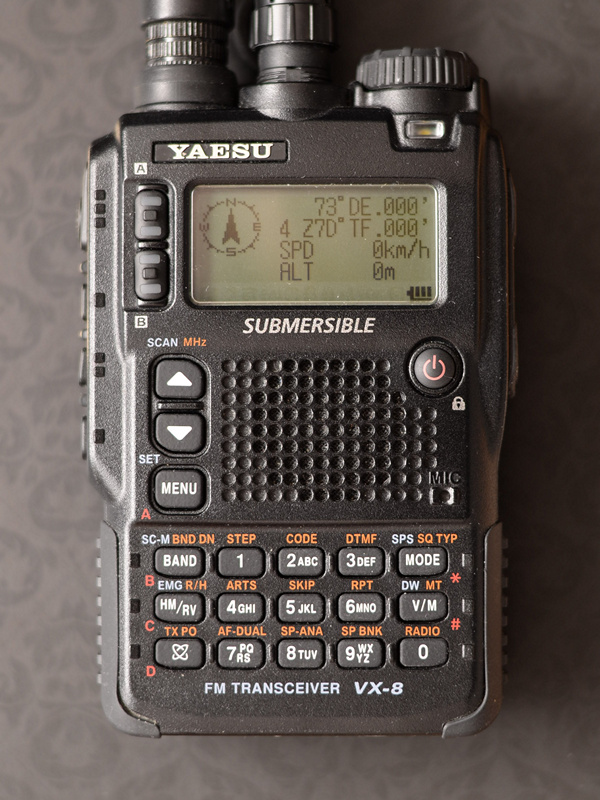 YAESU
A
N
W E
S
73° DE.000'
4 Z7D° TF.000'
SPD 0km/h
ALT 0m
B
SUBMERSIBLE
SCAN MHz
SET
MENU
MIC
A
SC-M BND DN STEP CODE DTMF SPS SQ TYP
BAND 1 2ABC 3DEF MODE
B EMG R/H ARTS SKIP RPT DW MT *
HM/RV 4GHI 5JKL 6MNO V/M
C TX PO AF-DUAL SP-ANA SP BNK RADIO #
7PQRS 8TUV 9WXYZ 0
D
FM TRANSCEIVER VX-8